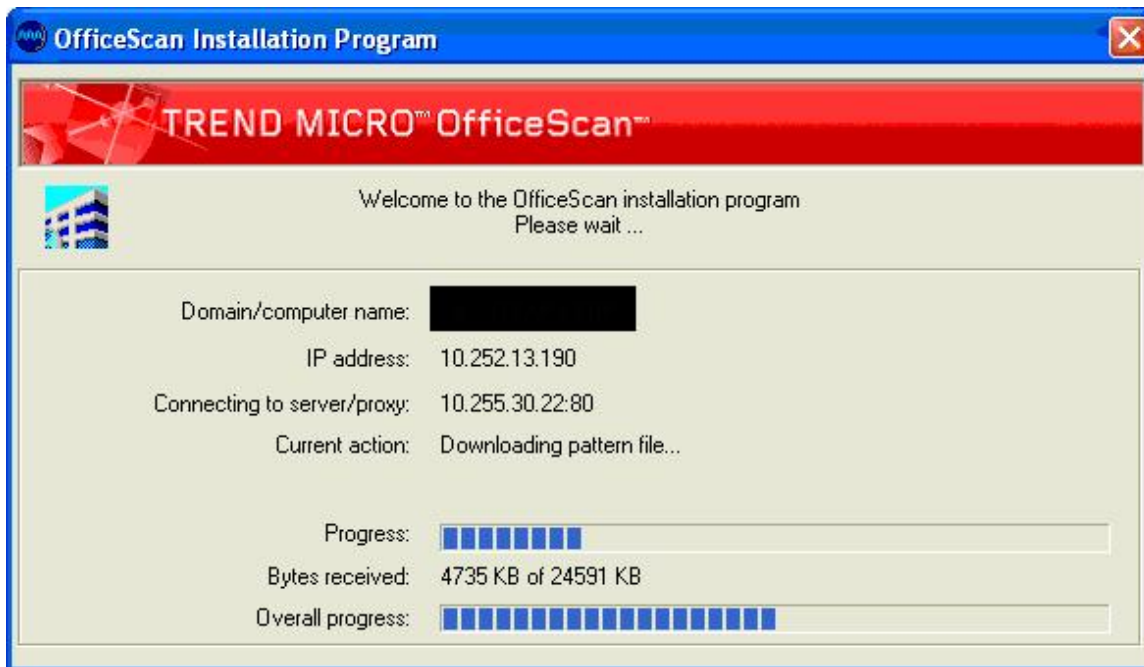 OfficeScan Installation Program
TREND MICRO™ OfficeScan™
Welcome to the OfficeScan installation program
Please wait ...
Domain/computer name:
IP address: 10.252.13.190
Connecting to server/proxy: 10.255.30.22:80
Current action: Downloading pattern file...
Progress:
Bytes received: 4735 KB of 24591 KB
Overall progress: